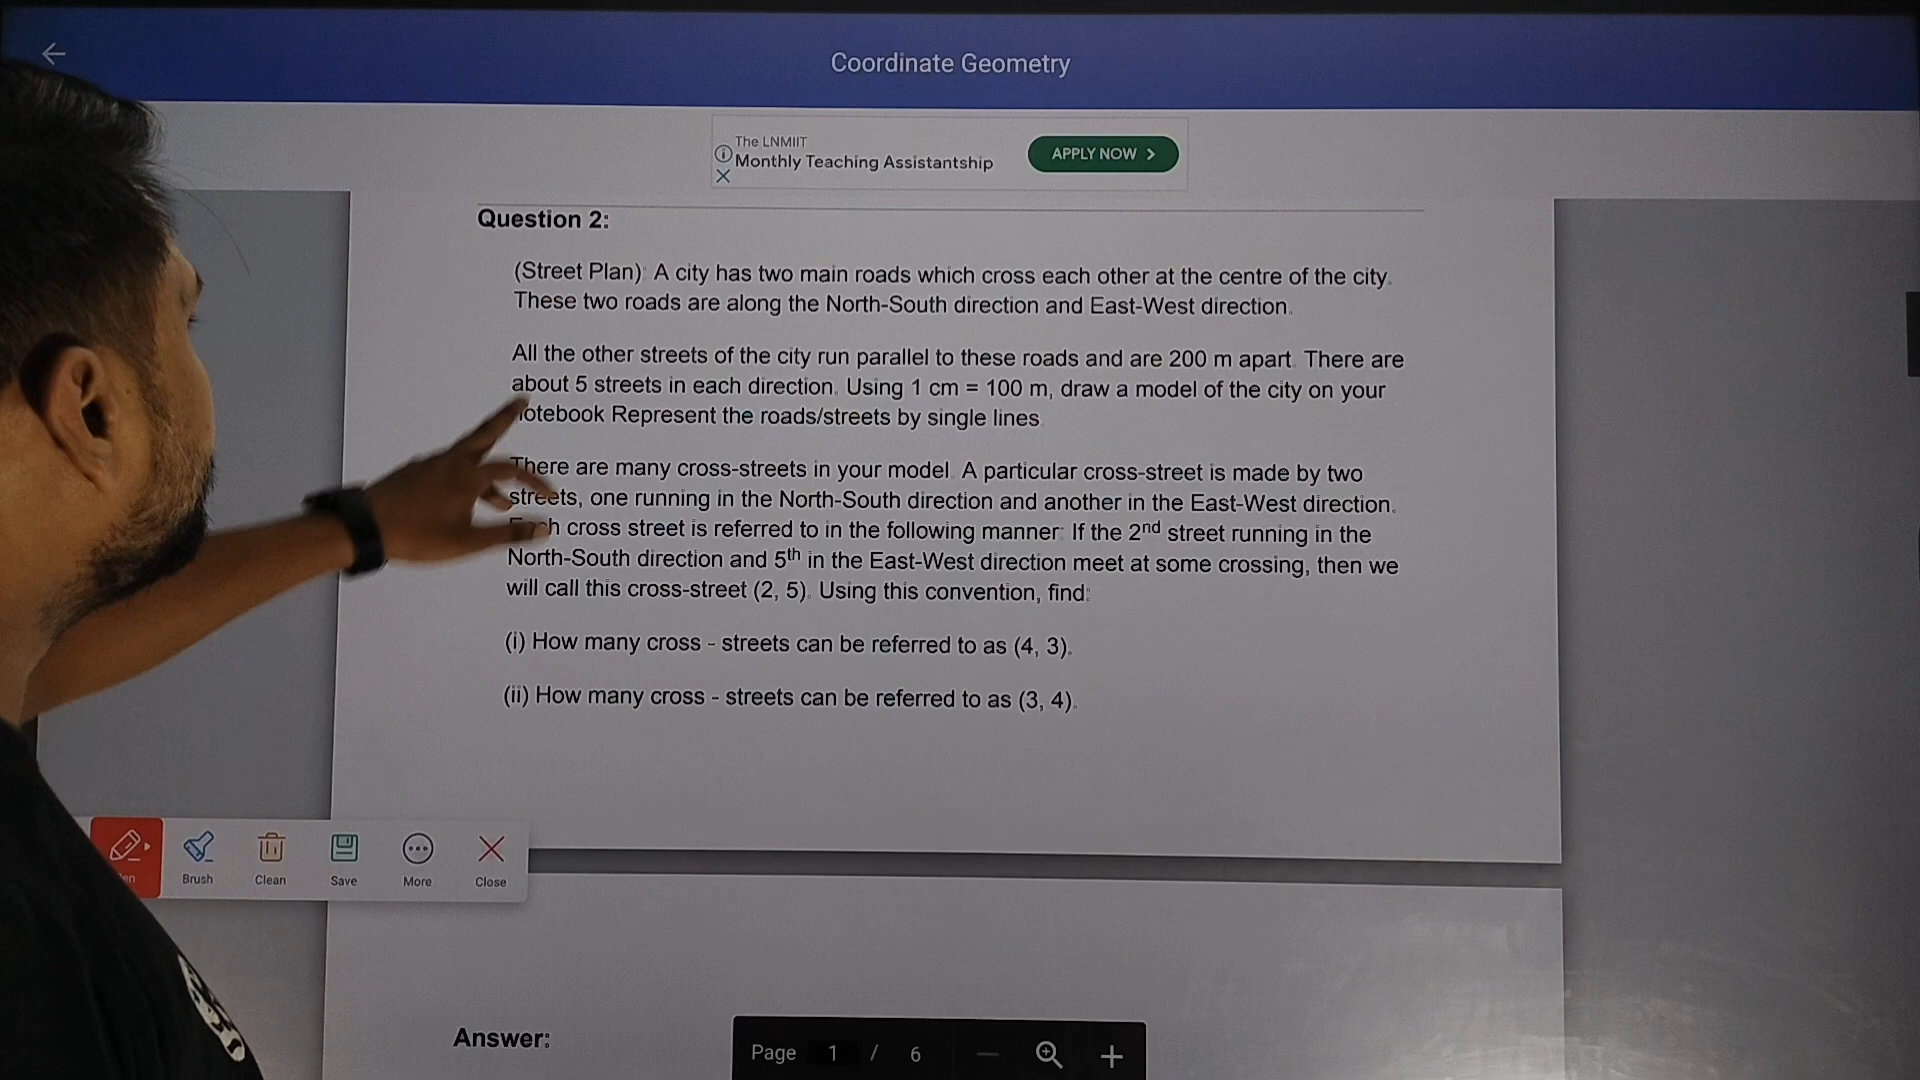 Coordinate Geometry
The LNMIIT
Monthly Teaching Assistantship
APPLY NOW >
Question 2:
(Street Plan): A city has two main roads which cross each other at the centre of the city.
These two roads are along the North-South direction and East-West direction.
All the other streets of the city run parallel to these roads and are 200 m apart. There are
about 5 streets in each direction. Using 1 cm = 100 m, draw a model of the city on your
otebook Represent the roads/streets by single lines.
There are many cross-streets in your model. A particular cross-street is made by two
streets, one running in the North-South direction and another in the East-West direction.
Each cross street is referred to in the following manner: If the 2nd street running in the
North-South direction and 5th in the East-West direction meet at some crossing, then we
will call this cross-street (2, 5). Using this convention, find:
(i) How many cross - streets can be referred to as (4, 3).
(ii) How many cross - streets can be referred to as (3, 4).
en Brush Clean Save More Close
Answer:
Page 1 / 6